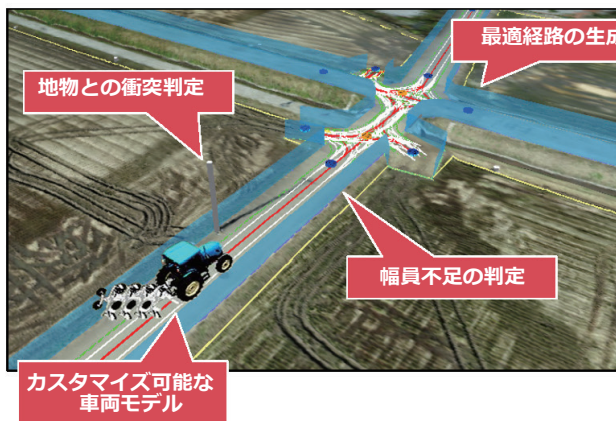 最適経路の生成
地物との衝突判定
幅員不足の判定
カスタマイズ可能な
車両モデル